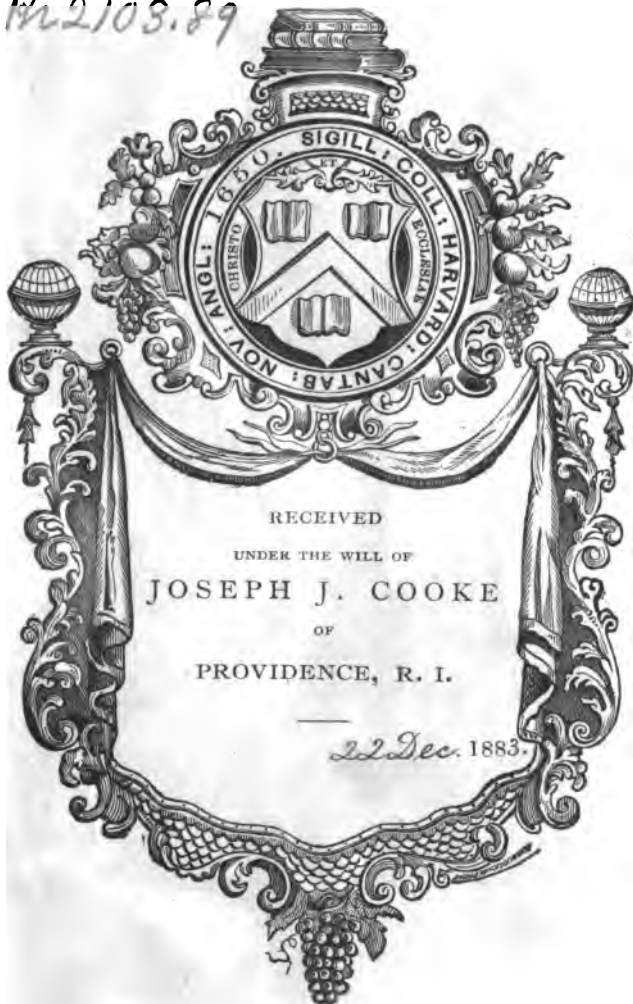 M2103.89
SIGILL: COLL: HARVARD: CANTAB: NOV: ANGL: 1650.
ET
CHRISTO
ECCLESIAE
RECEIVED
UNDER THE WILL OF
JOSEPH J. COOKE
OF
PROVIDENCE, R. I.
22 Dec. 1883.